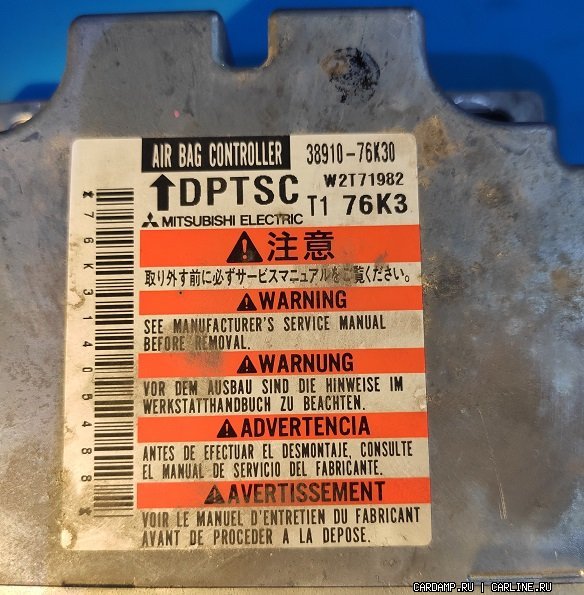 AIR BAG CONTROLLER 38910-76K30
↑DPTSC W2T71982
MITSUBISHI ELECTRIC T1 76K3
*76K31405488*
注意
取り外す前に必ずサービスマニュアルをご覧ください。
WARNING
SEE MANUFACTURER'S SERVICE MANUAL
BEFORE REMOVAL.
WARNUNG
VOR DEM AUSBAU SIND DIE HINWEISE IM
WERKSTATTHANDBUCH ZU BEACHTEN.
ADVERTENCIA
ANTES DE EFECTUAR EL DESMONTAJE, CONSULTE
EL MANUAL DE SERVICIO DEL FABRICANTE.
AVERTISSEMENT
VOIR LE MANUEL D'ENTRETIEN DU FABRICANT
AVANT DE PROCEDER A LA DEPOSE.
CARDAMP.RU | CARLINE.RU